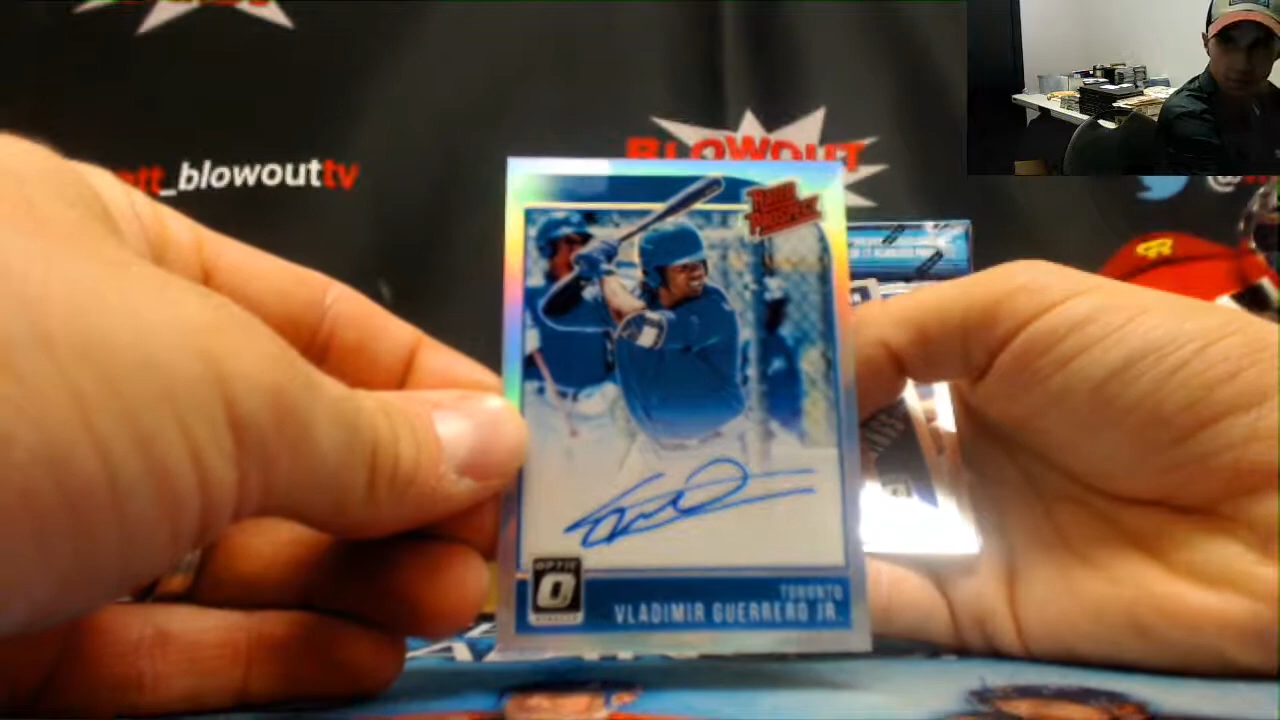 _blowouttv
BLOWOUT
RATED
PROSPECT
OPTIC
O
TORONTO
VLADIMIR GUERRERO JR.